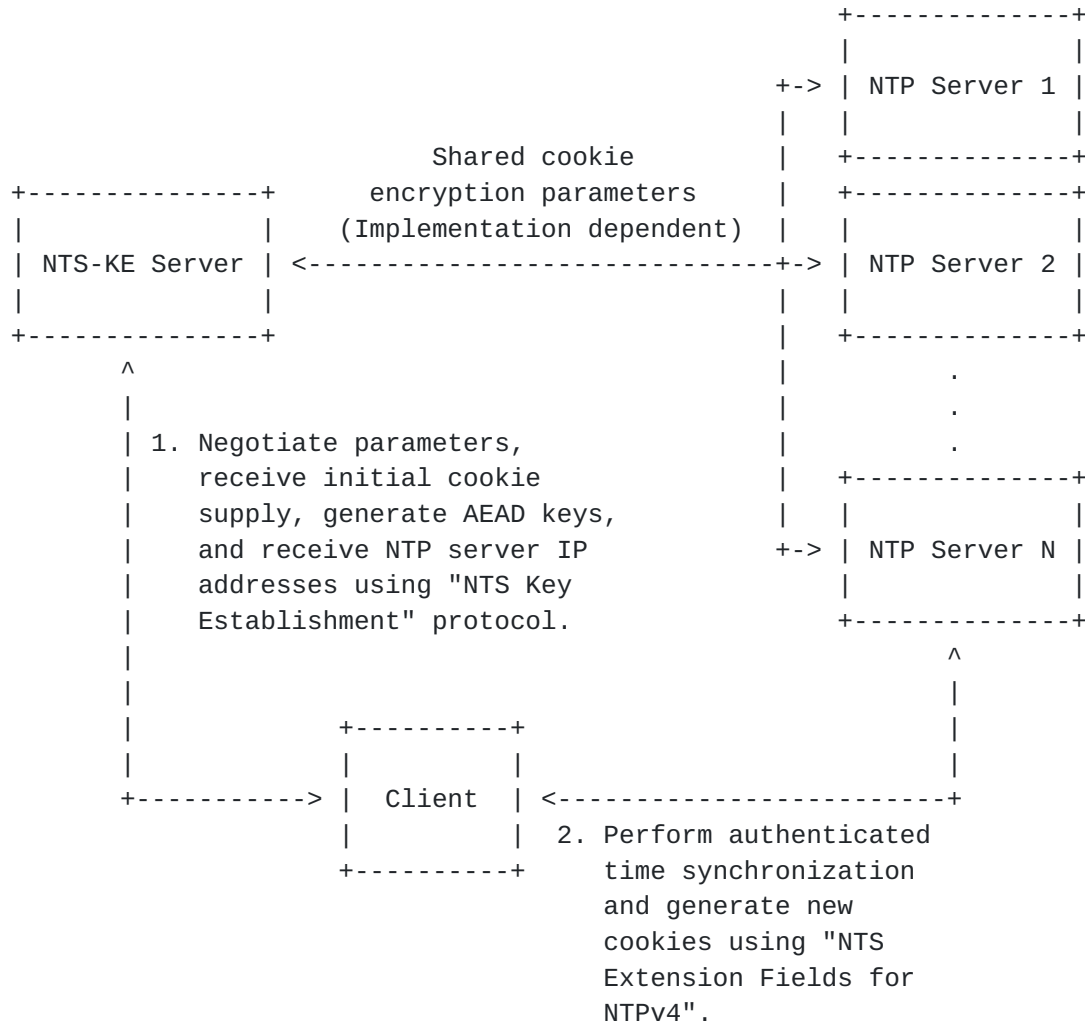 NTP Server 1
Shared cookie
encryption parameters
(Implementation dependent)
NTS-KE Server
NTP Server 2
.
.
.
1. Negotiate parameters,
receive initial cookie
supply, generate AEAD keys,
and receive NTP server IP
addresses using "NTS Key
Establishment" protocol.
NTP Server N
Client
2. Perform authenticated
time synchronization
and generate new
cookies using "NTS
Extension Fields for
NTPv4".